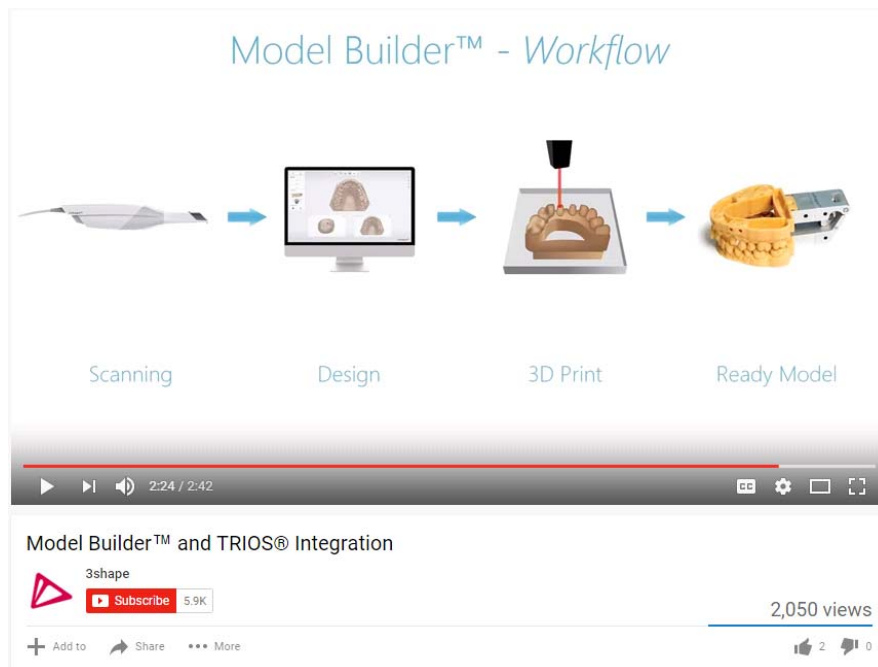 Model Builder™ - Workflow
Scanning
Design
3D Print
Ready Model
2:24 / 2:42
CC
Model Builder™ and TRIOS® Integration
3shape
Subscribe 5.9K
2,050 views
Add to Share More
2 0